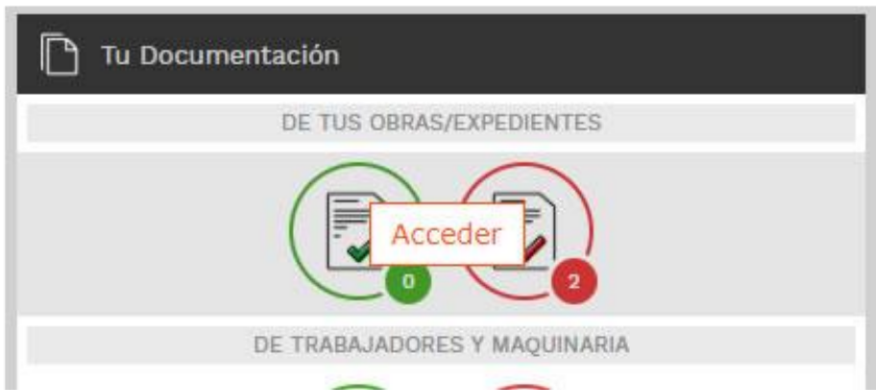 Tu Documentación
DE TUS OBRAS/EXPEDIENTES
Acceder
0
2
DE TRABAJADORES Y MAQUINARIA